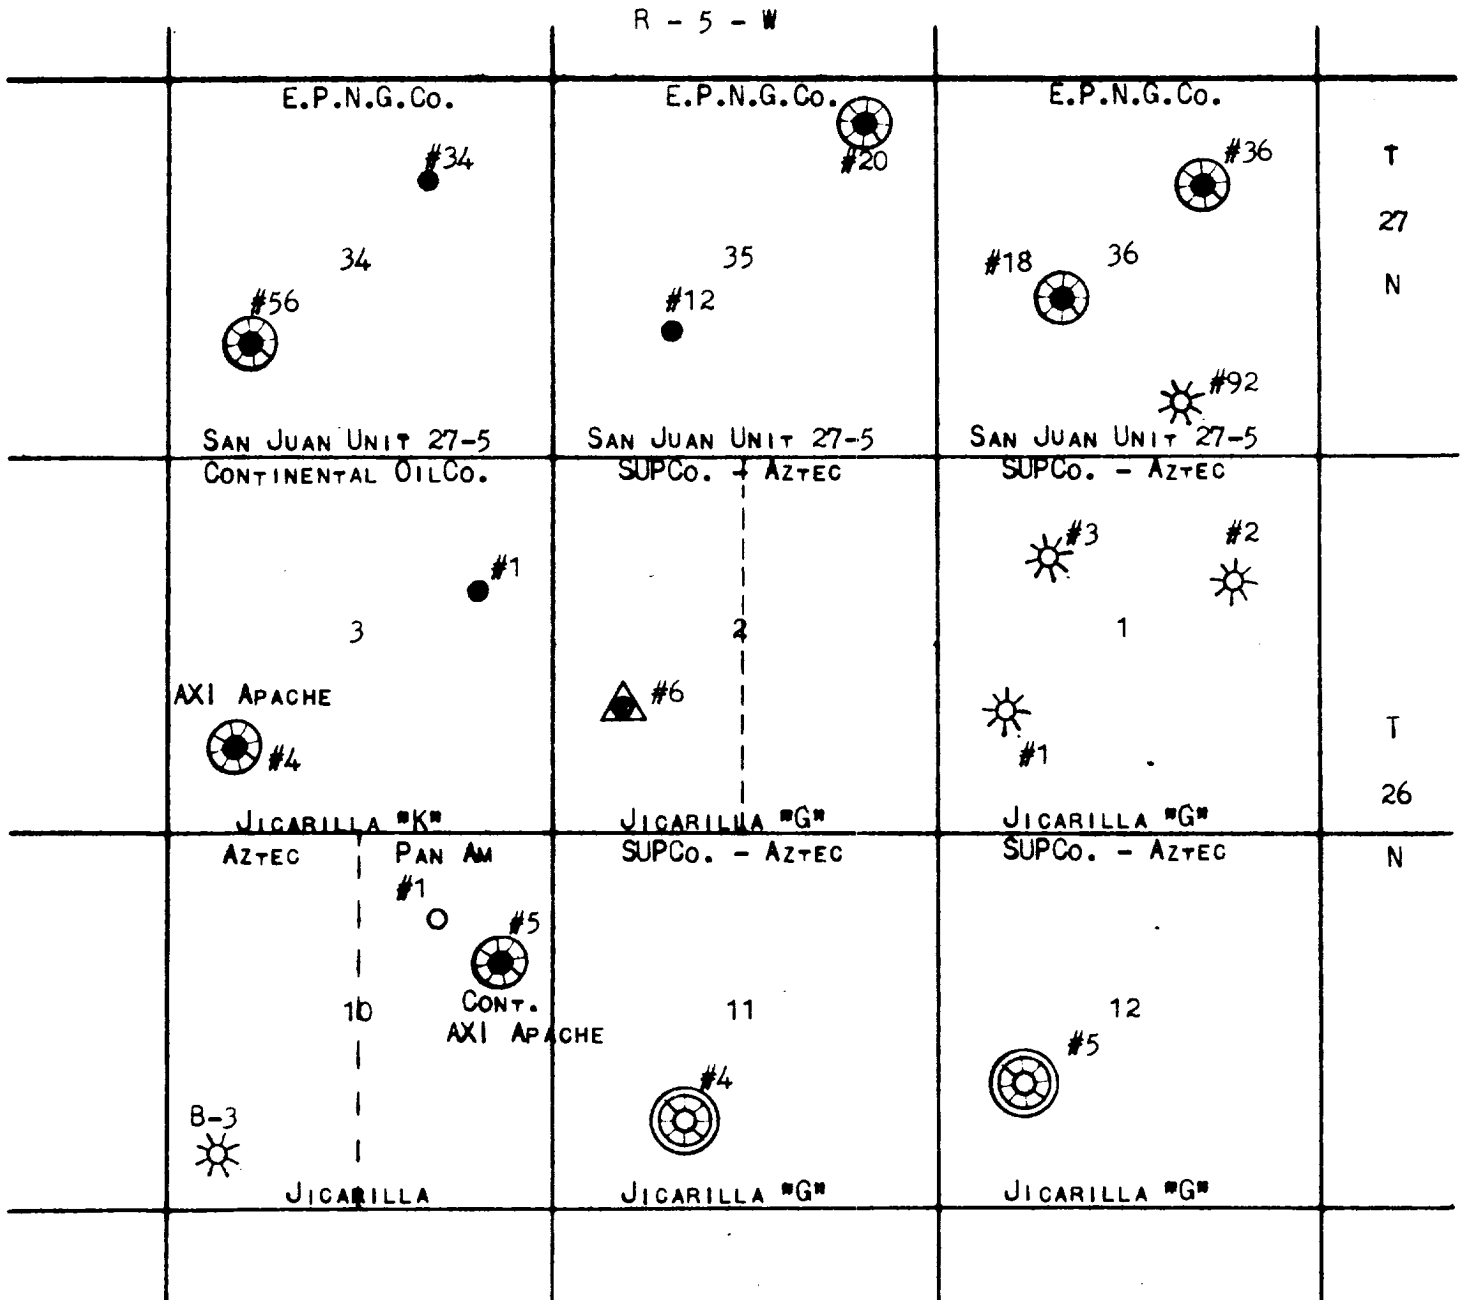 R - 5 - W
E.P.N.G.Co. E.P.N.G.Co. E.P.N.G.Co.
#34 #20 #36
T
27
N
34 35 #18 36
#56 #12
#92
San Juan Unit 27-5 San Juan Unit 27-5 San Juan Unit 27-5
Continental OilCo. SUPCo. - Aztec SUPCo. - Aztec
#1 #3 #2
3 2 1
AXI Apache #6
#4 #1
T
26
N
Jicarilla "K" Jicarilla "G" Jicarilla "G"
Aztec Pan Am SUPCo. - Aztec SUPCo. - Aztec
#1
#5
Cont.
10 11 12
AXI Apache #5
#4
B-3
Jicarilla Jicarilla "G" Jicarilla "G"